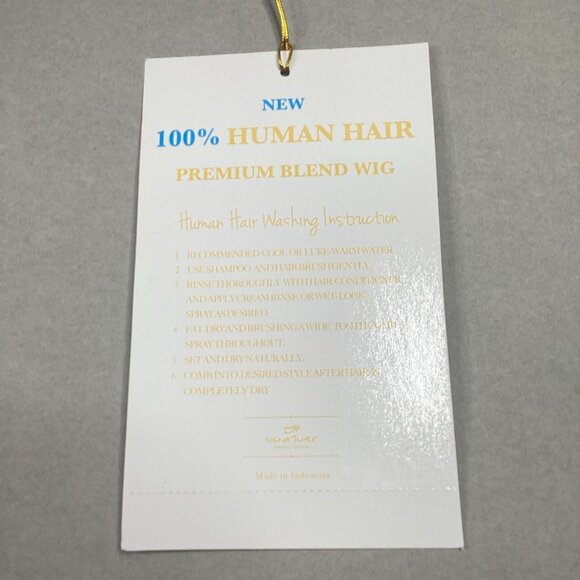 NEW
100% HUMAN HAIR
PREMIUM BLEND WIG
Human Hair Washing Instruction
1 RECOMMENDED COOL OR LUKE-WARM WATER
2 USE SHAMPOO AND HAIR BRUSH GENTLY.
3 RINSE THOROGHLY WITH HAIR CONDITIONER
AND APPLY CREAM RINSE OR WET-LOOK
SPRAY AS DESIRED.
4 PAT DRY AND BRUSHING A WIDE TOOTH COMB
SPRAY THROUGHOUT.
5 SET AND DRY NATURALLY
6 COMB INTO DESIRED STYLE AFTER HAIR IS
COMPLETELY DRY
Made in Indonesia